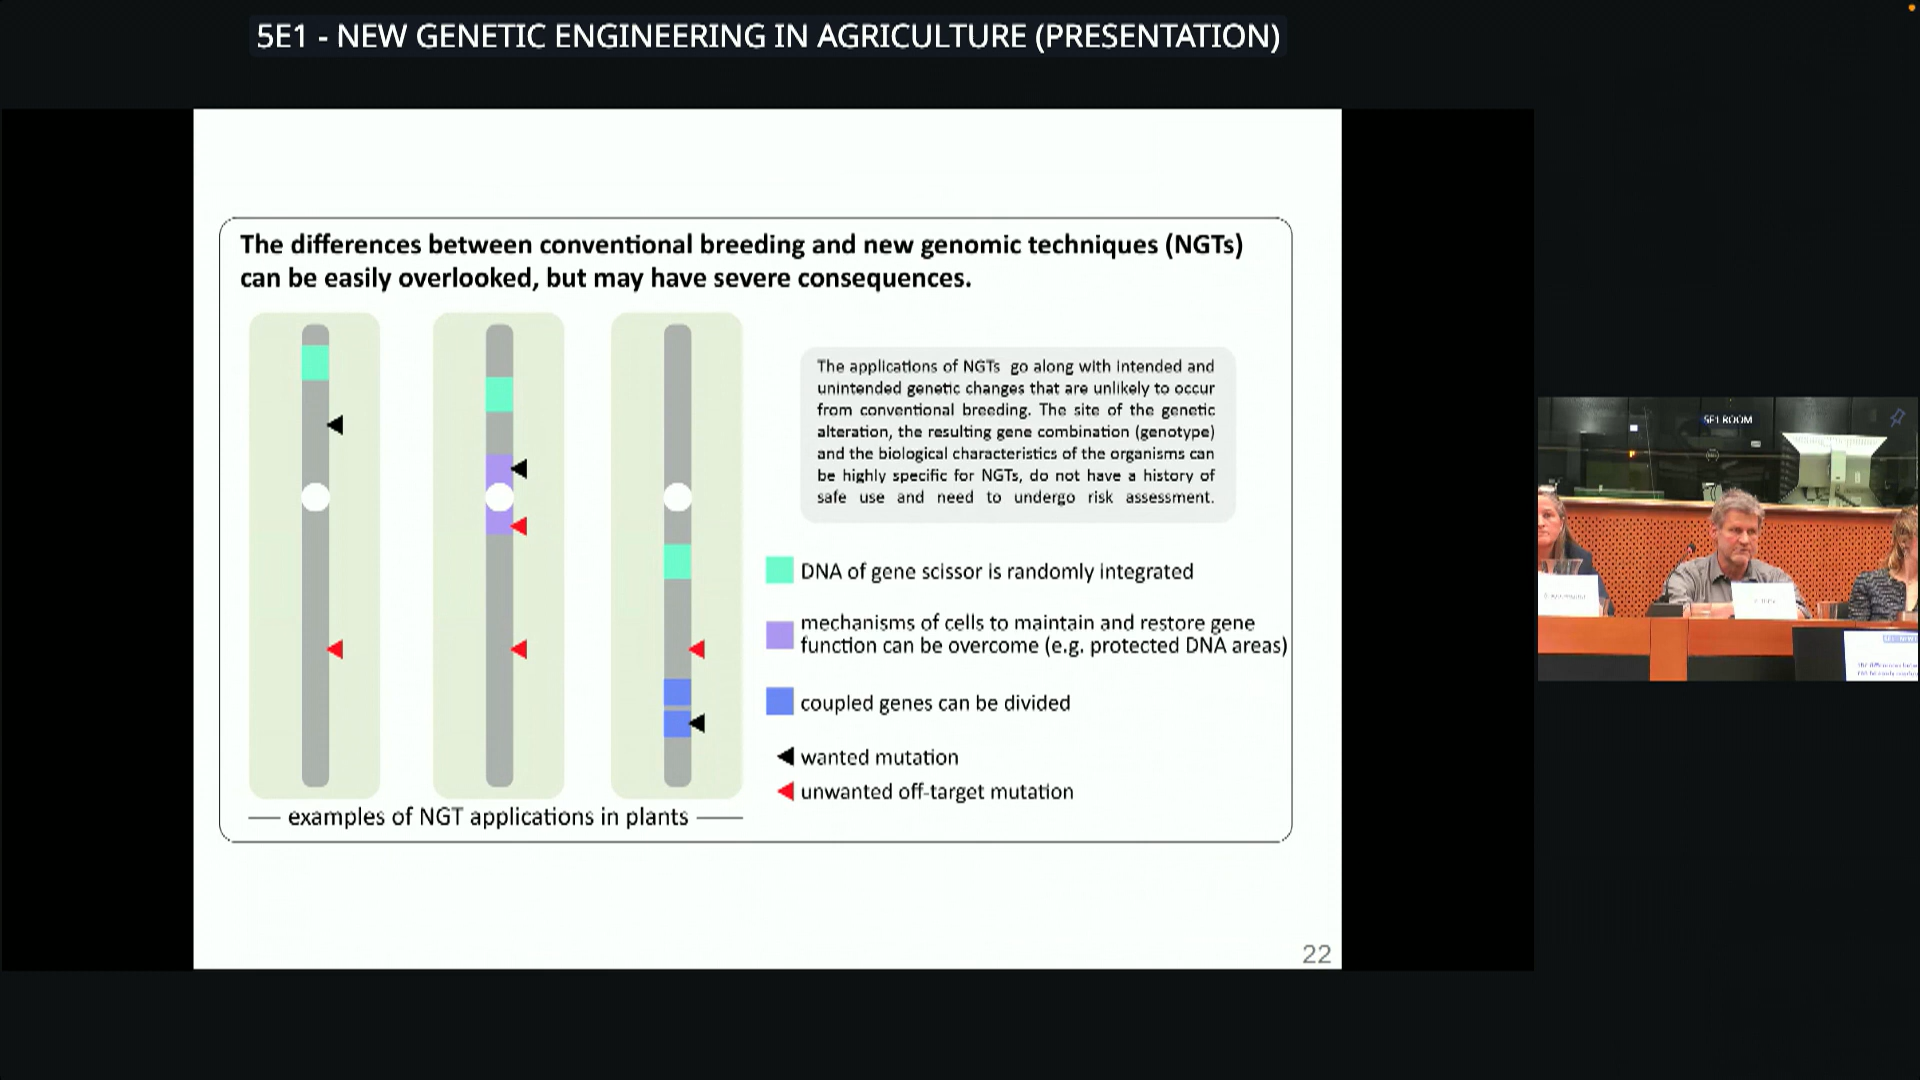 5E1 - NEW GENETIC ENGINEERING IN AGRICULTURE (PRESENTATION)
The differences between conventional breeding and new genomic techniques (NGTs)
can be easily overlooked, but may have severe consequences.
The applications of NGTs go along with intended and
unintended genetic changes that are unlikely to occur
from conventional breeding. The site of the genetic
alteration, the resulting gene combination (genotype)
and the biological characteristics of the organisms can
be highly specific for NGTs, do not have a history of
safe use and need to undergo risk assessment.
DNA of gene scissor is randomly integrated
mechanisms of cells to maintain and restore gene
function can be overcome (e.g. protected DNA areas)
coupled genes can be divided
wanted mutation
unwanted off-target mutation
examples of NGT applications in plants
22
5E1 ROOM